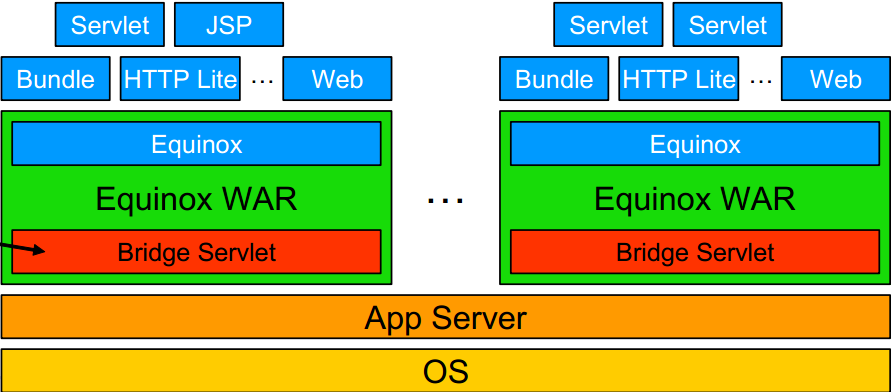 Servlet JSP Servlet Servlet
Bundle HTTP Lite ... Web Bundle HTTP Lite ... Web
Equinox Equinox
Equinox WAR ... Equinox WAR
Bridge Servlet Bridge Servlet
App Server
OS